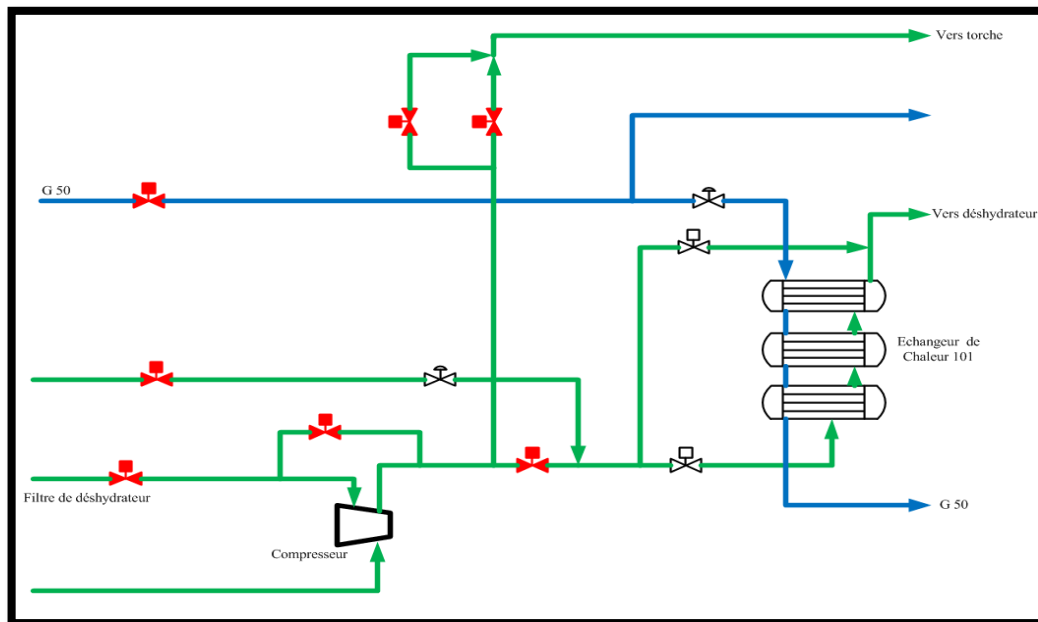 Vers torche
G 50
Vers déshydrateur
Echangeur de
Chaleur 101
Filtre de déshydrateur
G 50
Compresseur